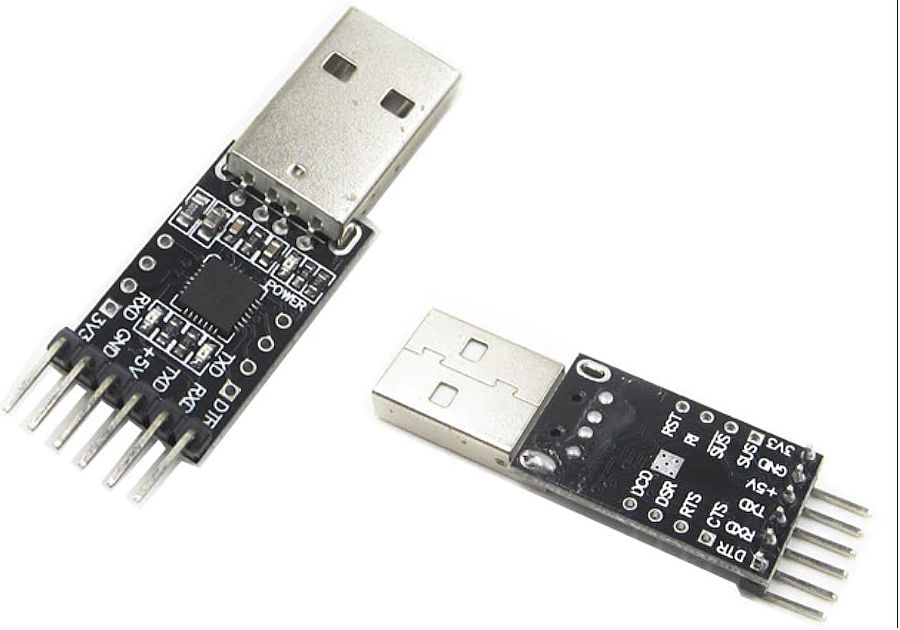 POWER
RXD
TXD
3V3
GND
+5V
TXD
RXD
DTR
RST
RI
SUS
SUS
3V3
GND
+5V
TXD
RXD
DTR
DCD
DSR
RTS
CTS